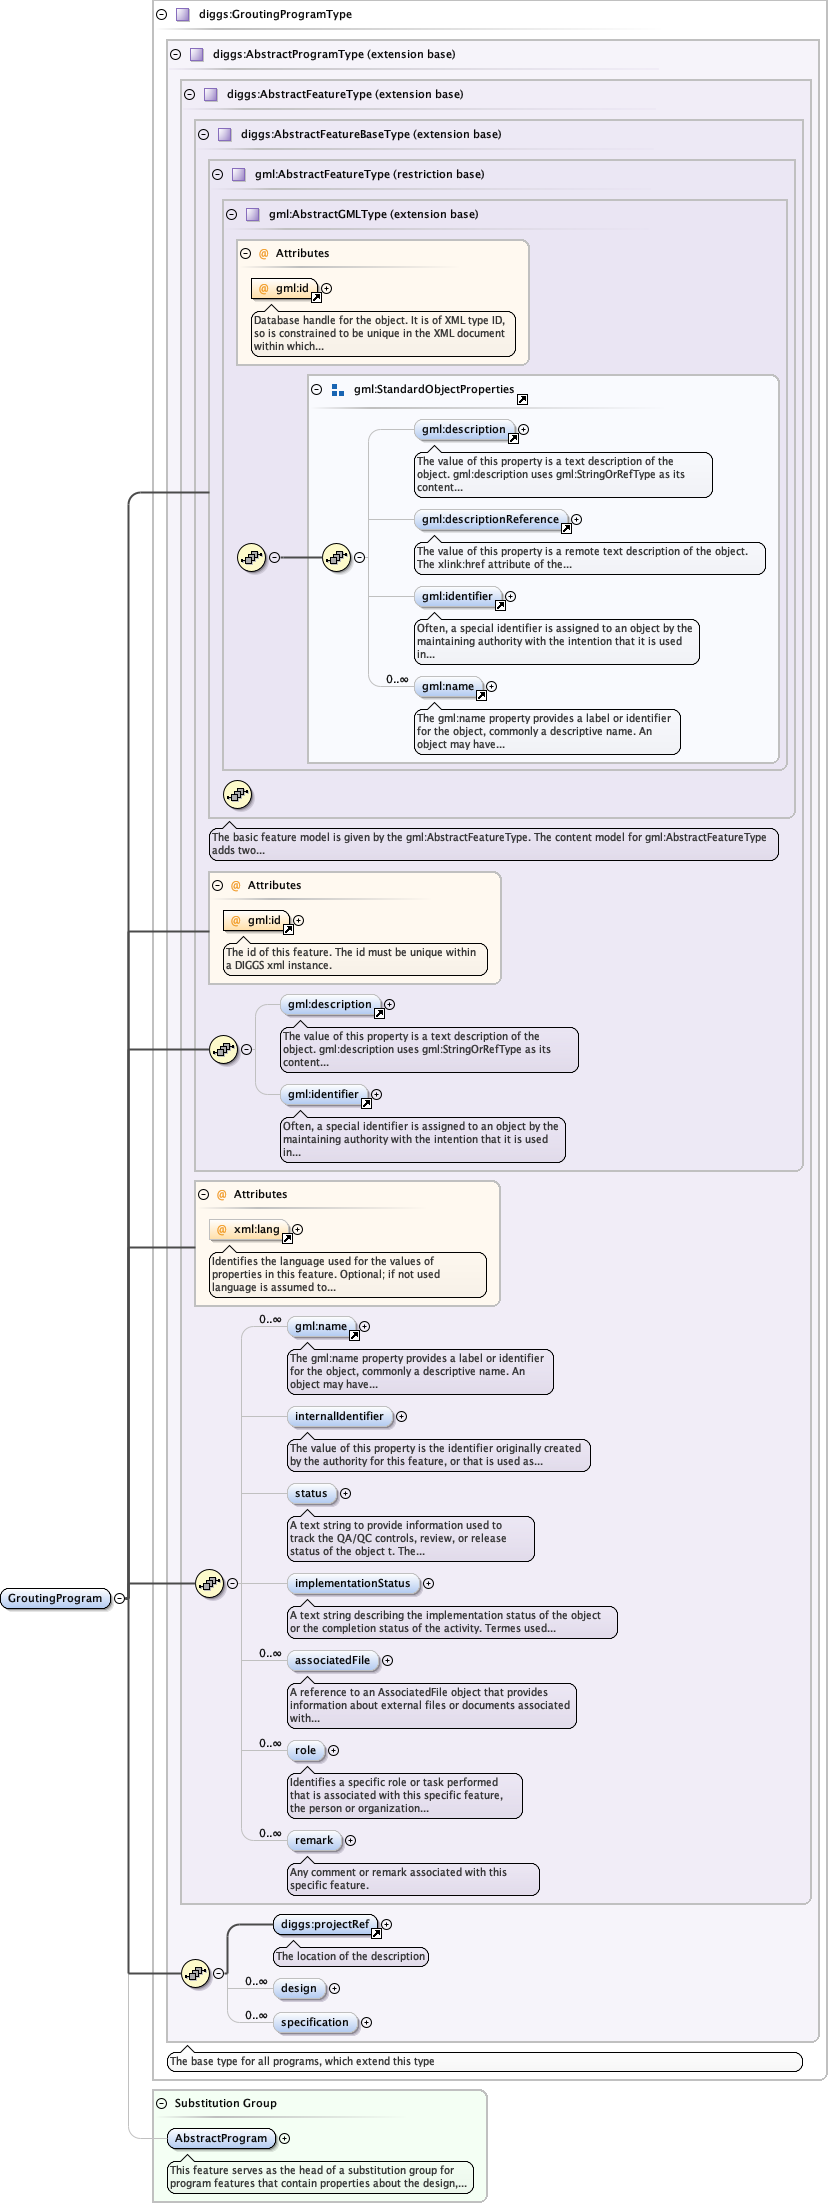 diggs:GroutingProgramType
diggs:AbstractProgramType (extension base)
diggs:AbstractFeatureType (extension base)
diggs:AbstractFeatureBaseType (extension base)
gml:AbstractFeatureType (restriction base)
gml:AbstractGMLType (extension base)
@ Attributes
@ gml:id
Database handle for the object. It is of XML type ID,
so is constrained to be unique in the XML document
within which...
gml:StandardObjectProperties
gml:description
The value of this property is a text description of the
object. gml:description uses gml:StringOrRefType as its
content...
gml:descriptionReference
The value of this property is a remote text description of the object.
The xlink:href attribute of the...
gml:identifier
Often, a special identifier is assigned to an object by the
maintaining authority with the intention that it is used
in...
0..∞
gml:name
The gml:name property provides a label or identifier
for the object, commonly a descriptive name. An
object may have...
The basic feature model is given by the gml:AbstractFeatureType. The content model for gml:AbstractFeatureType
adds two...
@ Attributes
@ gml:id
The id of this feature. The id must be unique within
a DIGGS xml instance.
gml:description
The value of this property is a text description of the
object. gml:description uses gml:StringOrRefType as its
content...
gml:identifier
Often, a special identifier is assigned to an object by the
maintaining authority with the intention that it is used
in...
@ Attributes
@ xml:lang
Identifies the language used for the values of
properties in this feature. Optional; if not used
language is assumed to...
0..∞
gml:name
The gml:name property provides a label or identifier
for the object, commonly a descriptive name. An
object may have...
internalIdentifier
The value of this property is the identifier originally created
by the authority for this feature, or that is used as...
status
A text string to provide information used to
track the QA/QC controls, review, or release
status of the object t. The...
GroutingProgram
implementationStatus
A text string describing the implementation status of the object
or the completion status of the activity. Termes used...
0..∞
associatedFile
A reference to an AssociatedFile object that provides
information about external files or documents associated
with...
0..∞
role
Identifies a specific role or task performed
that is associated with this specific feature,
the person or organization...
0..∞
remark
Any comment or remark associated with this
specific feature.
diggs:projectRef
The location of the description
0..∞
design
0..∞
specification
The base type for all programs, which extend this type
Substitution Group
AbstractProgram
This feature serves as the head of a substitution group for
program features that contain properties about the design,...